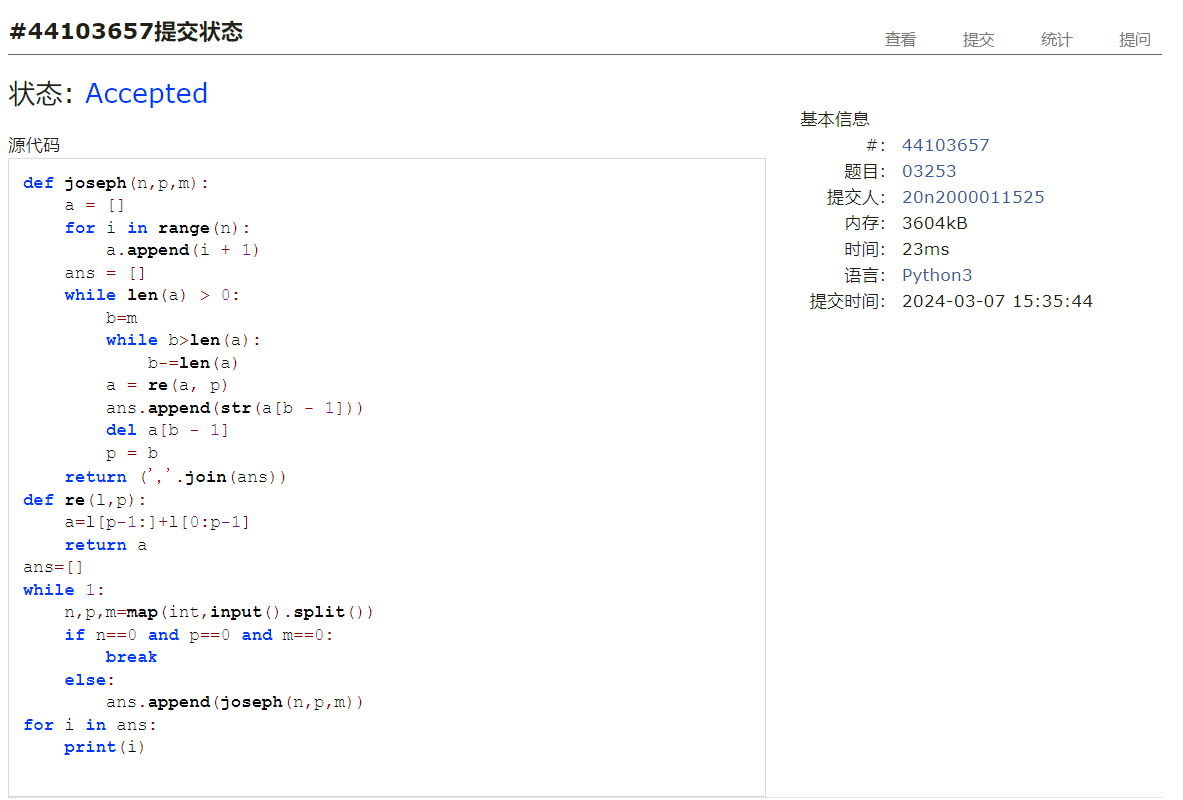 #44103657提交状态
查看 提交 统计 提问
状态: Accepted
源代码
def joseph(n,p,m):
    a = []
    for i in range(n):
        a.append(i + 1)
    ans = []
    while len(a) > 0:
        b=m
        while b>len(a):
            b-=len(a)
        a = re(a, p)
        ans.append(str(a[b - 1]))
        del a[b - 1]
        p = b
    return (','.join(ans))
def re(l,p):
    a=l[p-1:]+l[0:p-1]
    return a
ans=[]
while 1:
    n,p,m=map(int,input().split())
    if n==0 and p==0 and m==0:
        break
    else:
        ans.append(joseph(n,p,m))
for i in ans:
    print(i)
基本信息
#: 44103657
题目: 03253
提交人: 20n2000011525
内存: 3604kB
时间: 23ms
语言: Python3
提交时间: 2024-03-07 15:35:44